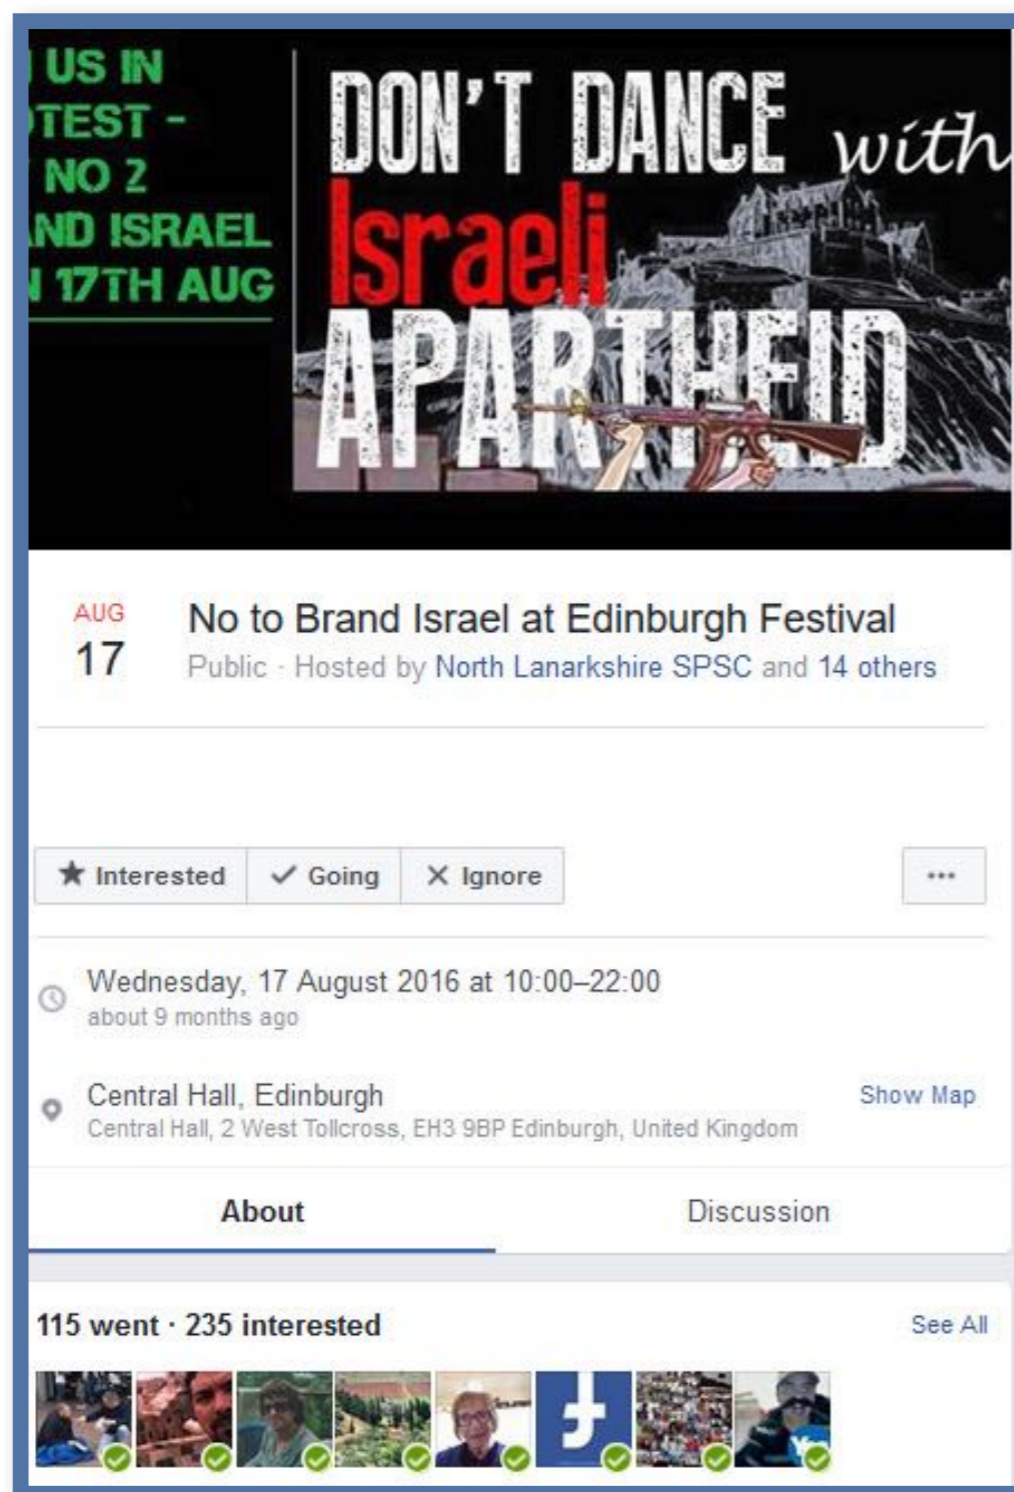 US IN
TEST -
NO 2
ND ISRAEL
17TH AUG
DON'T DANCE with
Israeli
APARTHEID
AUG
17
No to Brand Israel at Edinburgh Festival
Public · Hosted by North Lanarkshire SPSC and 14 others
Interested
Going
Ignore
...
Wednesday, 17 August 2016 at 10:00–22:00
about 9 months ago
Central Hall, Edinburgh
Show Map
Central Hall, 2 West Tollcross, EH3 9BP Edinburgh, United Kingdom
About
Discussion
115 went · 235 interested
See All